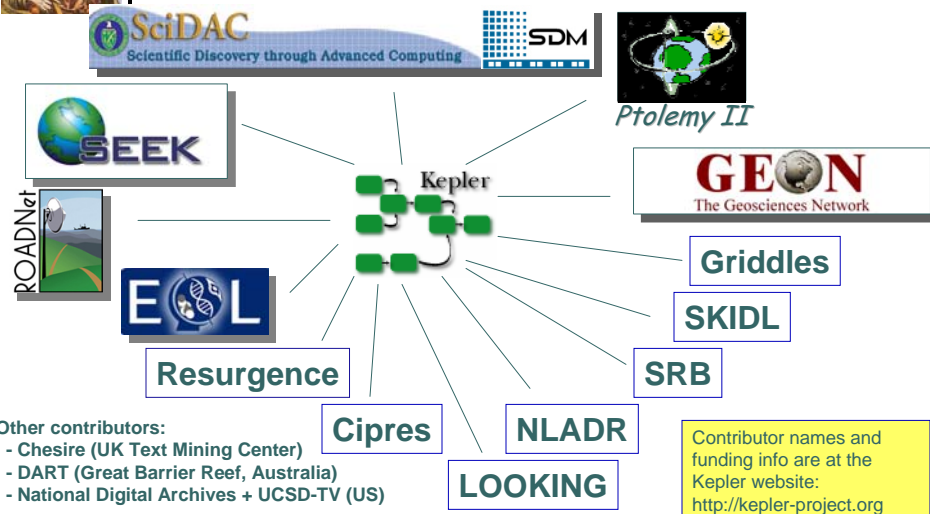 SciDAC
Scientific Discovery through Advanced Computing
SDM
Ptolemy II
SEEK
Kepler
GEON
The Geosciences Network
ROADNet
EOL
Griddles
SKIDL
SRB
Resurgence
Cipres
NLADR
LOOKING
Other contributors:
- Chesire (UK Text Mining Center)
- DART (Great Barrier Reef, Australia)
- National Digital Archives + UCSD-TV (US)
Contributor names and
funding info are at the
Kepler website:
http://kepler-project.org